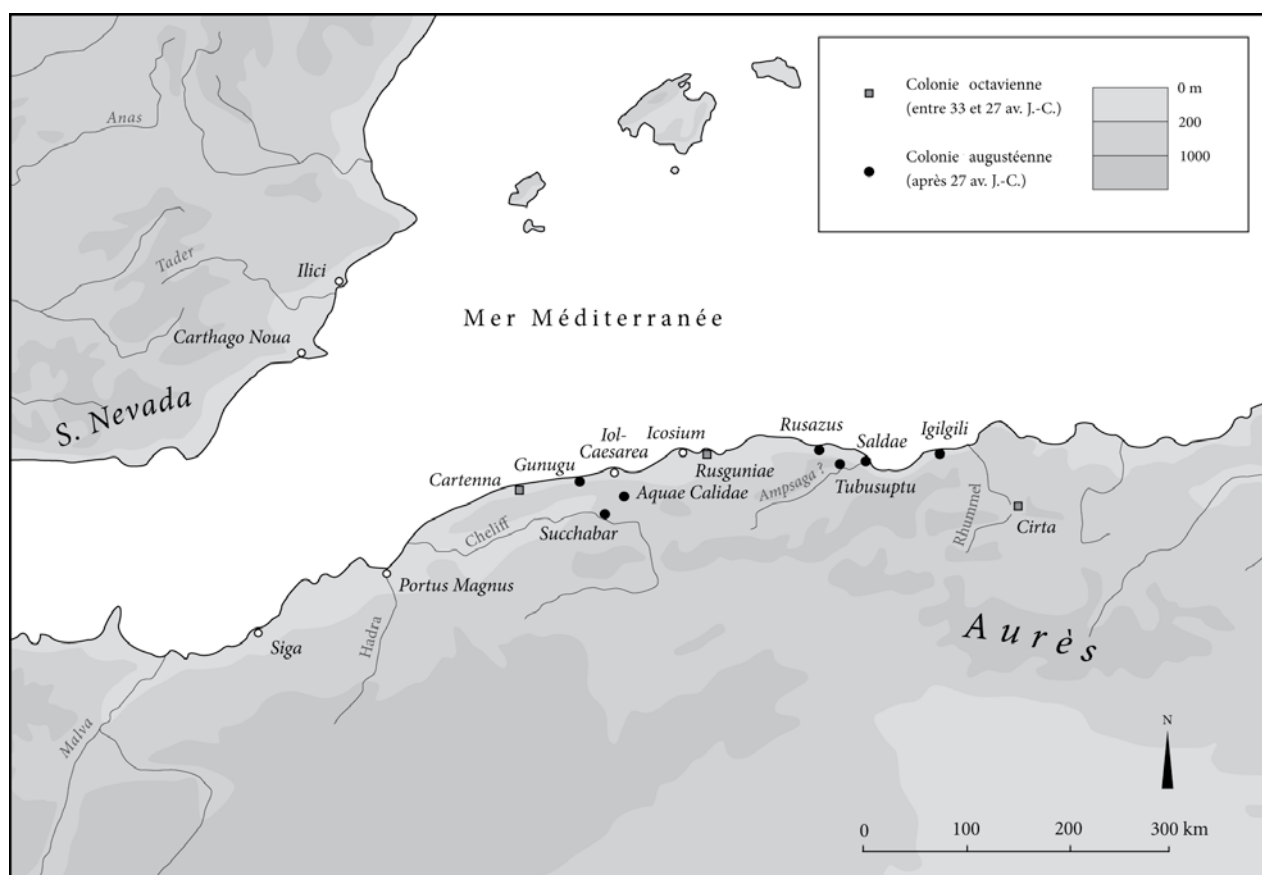 Colonie octavienne
(entre 33 et 27 av. J.-C.)
Colonie augustéenne
(après 27 av. J.-C.)
0 m
200
1000
Anas
Tader
Ilici
Carthago Noua
S. Nevada
Mer Méditerranée
Cartenna
Gunugu
Iol-
Caesarea
Icosium
Rusguniae
Aquae Calidae
Succhabar
Cheliff
Rusazus
Saldae
Igilgili
Ampsaga ?
Tubusuptu
Rhummel
Cirta
Portus Magnus
Siga
Hadra
Malva
Aurès
N
0
100
200
300 km